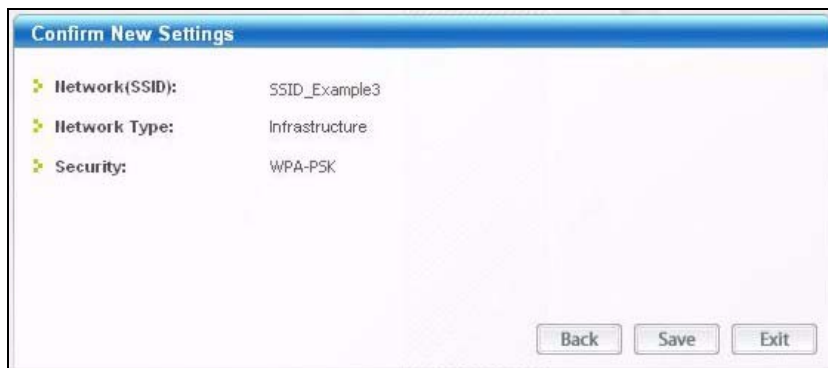 Confirm New Settings
Network(SSID): SSID_Example3
Network Type: Infrastructure
Security: WPA-PSK
Back Save Exit